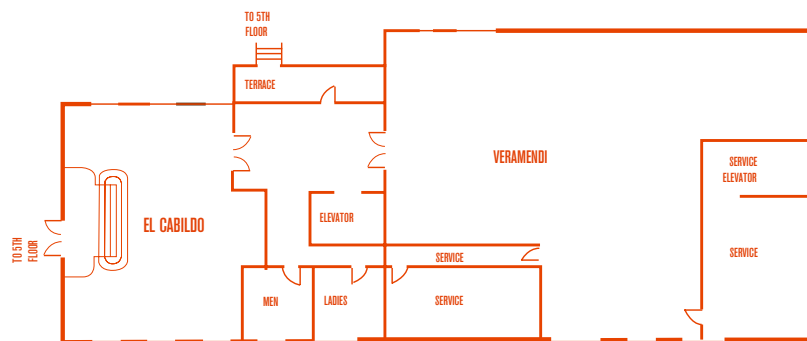 TO 5TH
FLOOR
TERRACE
VERAMENDI
SERVICE
ELEVATOR
EL CABILDO
ELEVATOR
TO 5TH
FLOOR
SERVICE
SERVICE
MEN
LADIES
SERVICE